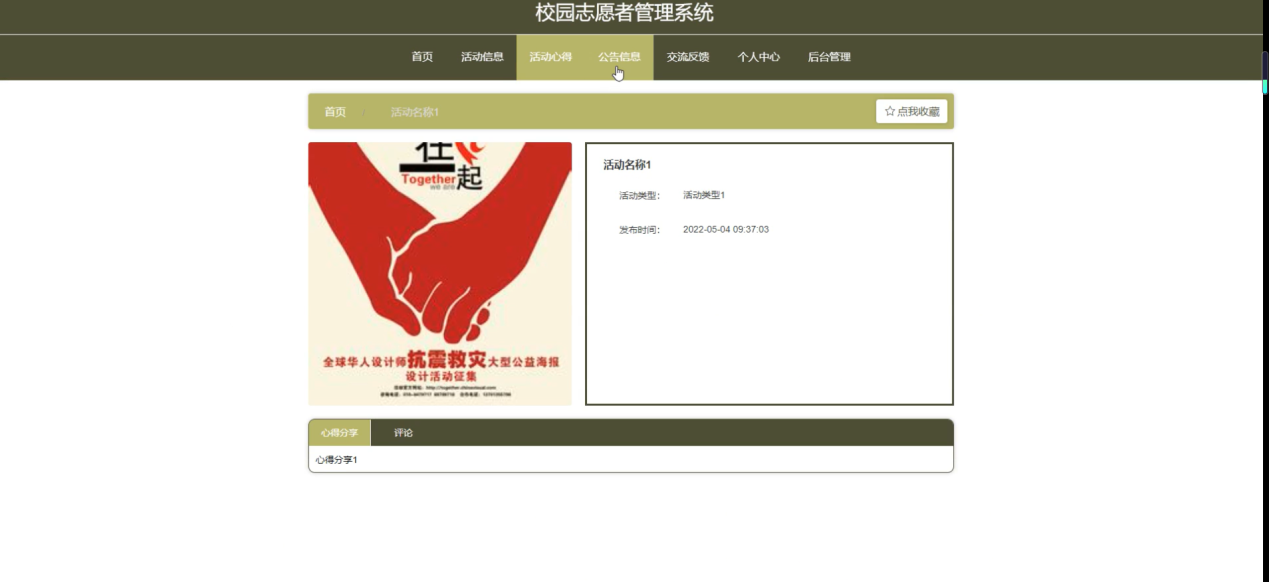 校园志愿者管理系统
首页 活动信息 活动心得 公告信息 交流反馈 个人中心 后台管理
首页 活动名称1 ☆点我收藏
在
一起
Together
全球华人设计师抗震救灾大型公益海报
设计活动征集
活动名称1
活动类型： 活动类型1
发布时间： 2022-05-04 09:37:03
心得分享 评论
心得分享1